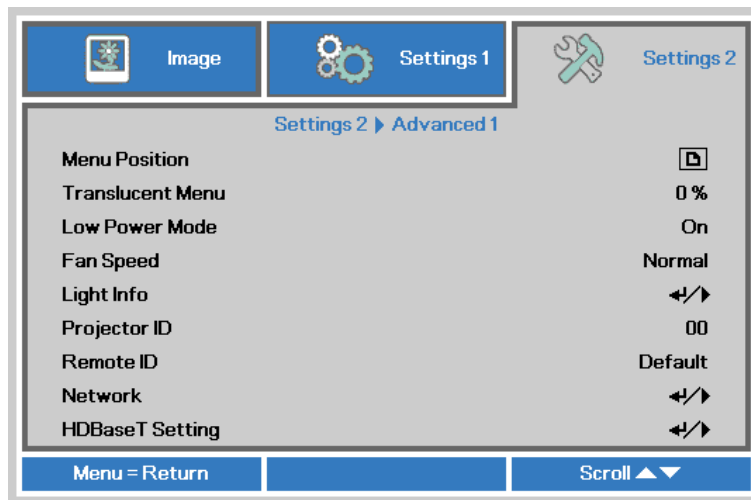 Image Settings 1 Settings 2
Settings 2 ▶ Advanced 1
Menu Position
Translucent Menu 0 %
Low Power Mode On
Fan Speed Normal
Light Info ↵/▶
Projector ID 00
Remote ID Default
Network ↵/▶
HDBaseT Setting ↵/▶
Menu = Return Scroll ▲▼